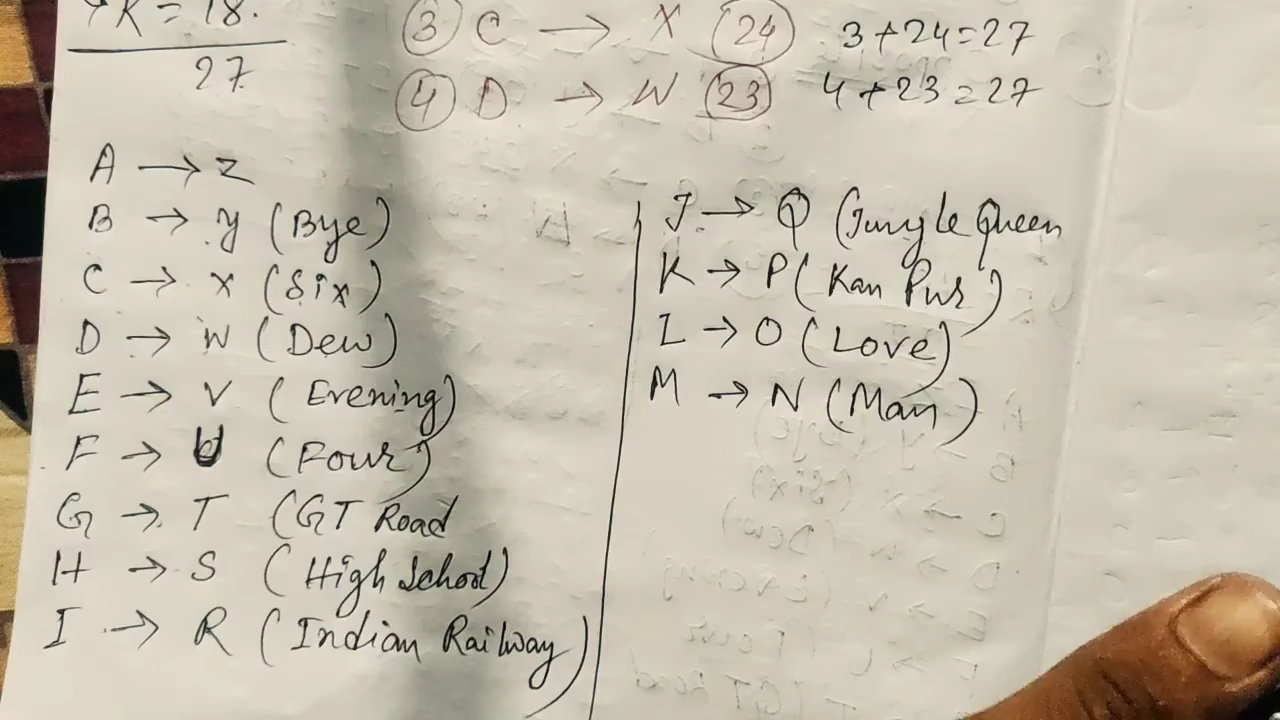 R = 18.
27.
③ C → X ㉔ 3+24=27
④ D → W ㉓ 4+23=27
A → Z
B → Y (Bye)
C → X (Six)
D → W (Dew)
E → V (Evening)
F → U (Four)
G → T (GT Road
H → S (High School)
I → R (Indian Railway)
J → Q (Jungle Queen
K → P (Kan Pur)
L → O (Love)
M → N (Man)